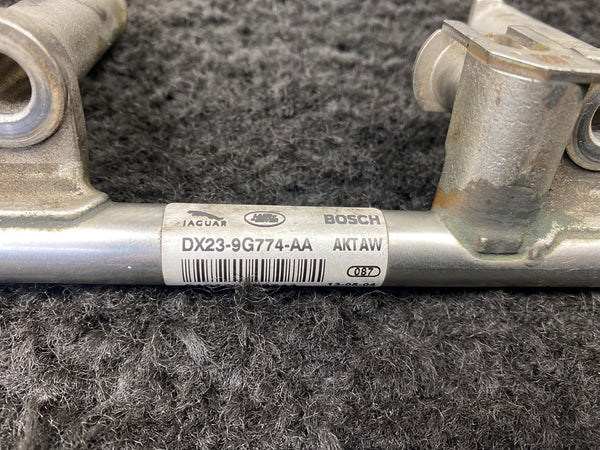 JAGUAR BOSCH
DX23-9G774-AA AKTAW
087